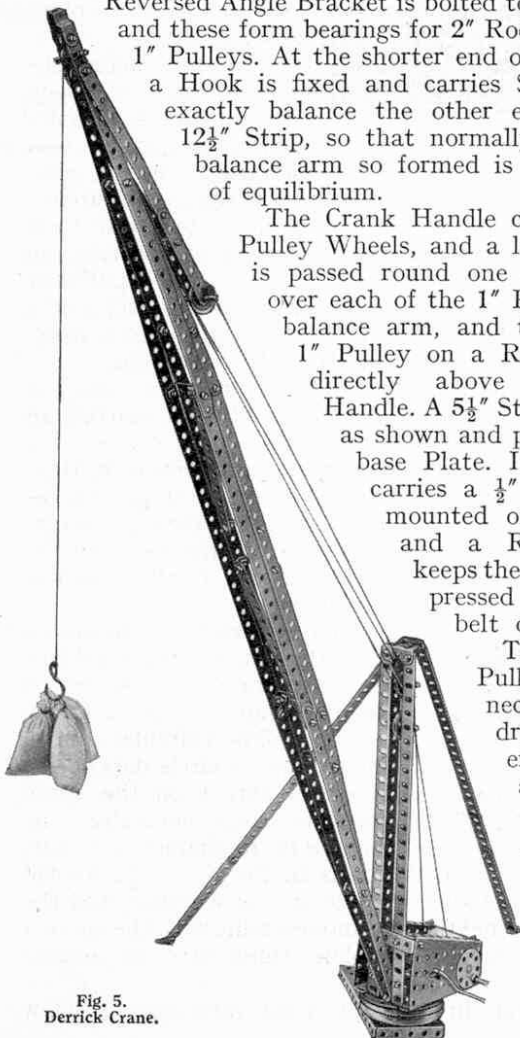 Reversed Angle Bracket is bolted to
and these form bearings for 2″ Ro
1″ Pulleys. At the shorter end o
a Hook is fixed and carries
exactly balance the other e
12½″ Strip, so that normall
balance arm so formed is
of equilibrium.
The Crank Handle c
Pulley Wheels, and a l
is passed round one
over each of the 1″
balance arm, and t
1″ Pulley on a R
directly above
Handle. A 5½″ St
as shown and p
base Plate. I
carries a ½″
mounted o
and a R
keeps the
pressed
belt o
T
Pull
nec
dr
e
Fig. 5.
Derrick Crane.